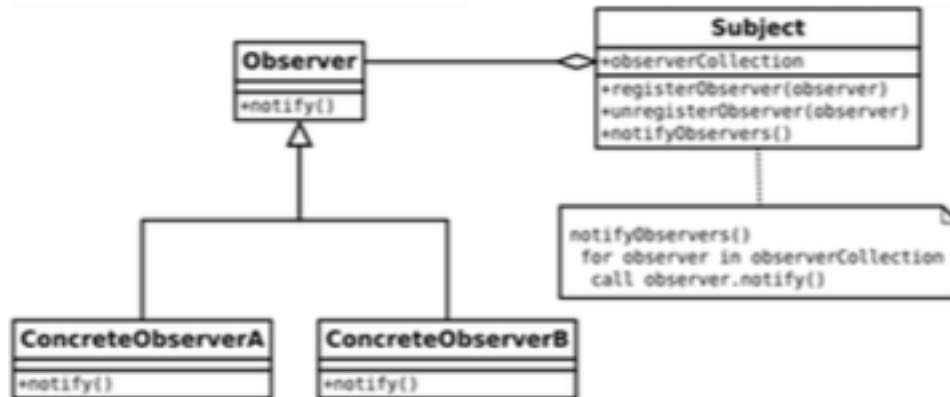 Subject
+observerCollection
+registerObserver(observer)
+unregisterObserver(observer)
+notifyObservers()
Observer
+notify()
notifyObservers()
for observer in observerCollection
call observer.notify()
ConcreteObserverA
+notify()
ConcreteObserverB
+notify()